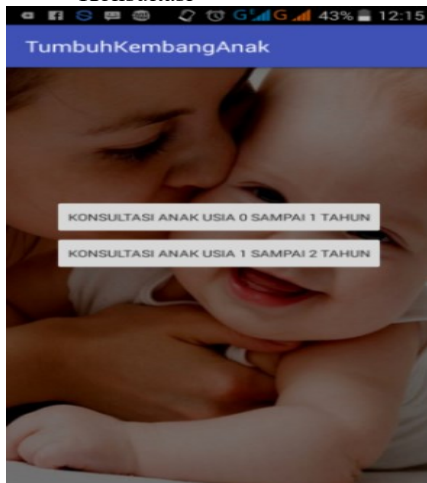 43% 12:15
TumbuhKembangAnak
KONSULTASI ANAK USIA 0 SAMPAI 1 TAHUN
KONSULTASI ANAK USIA 1 SAMPAI 2 TAHUN